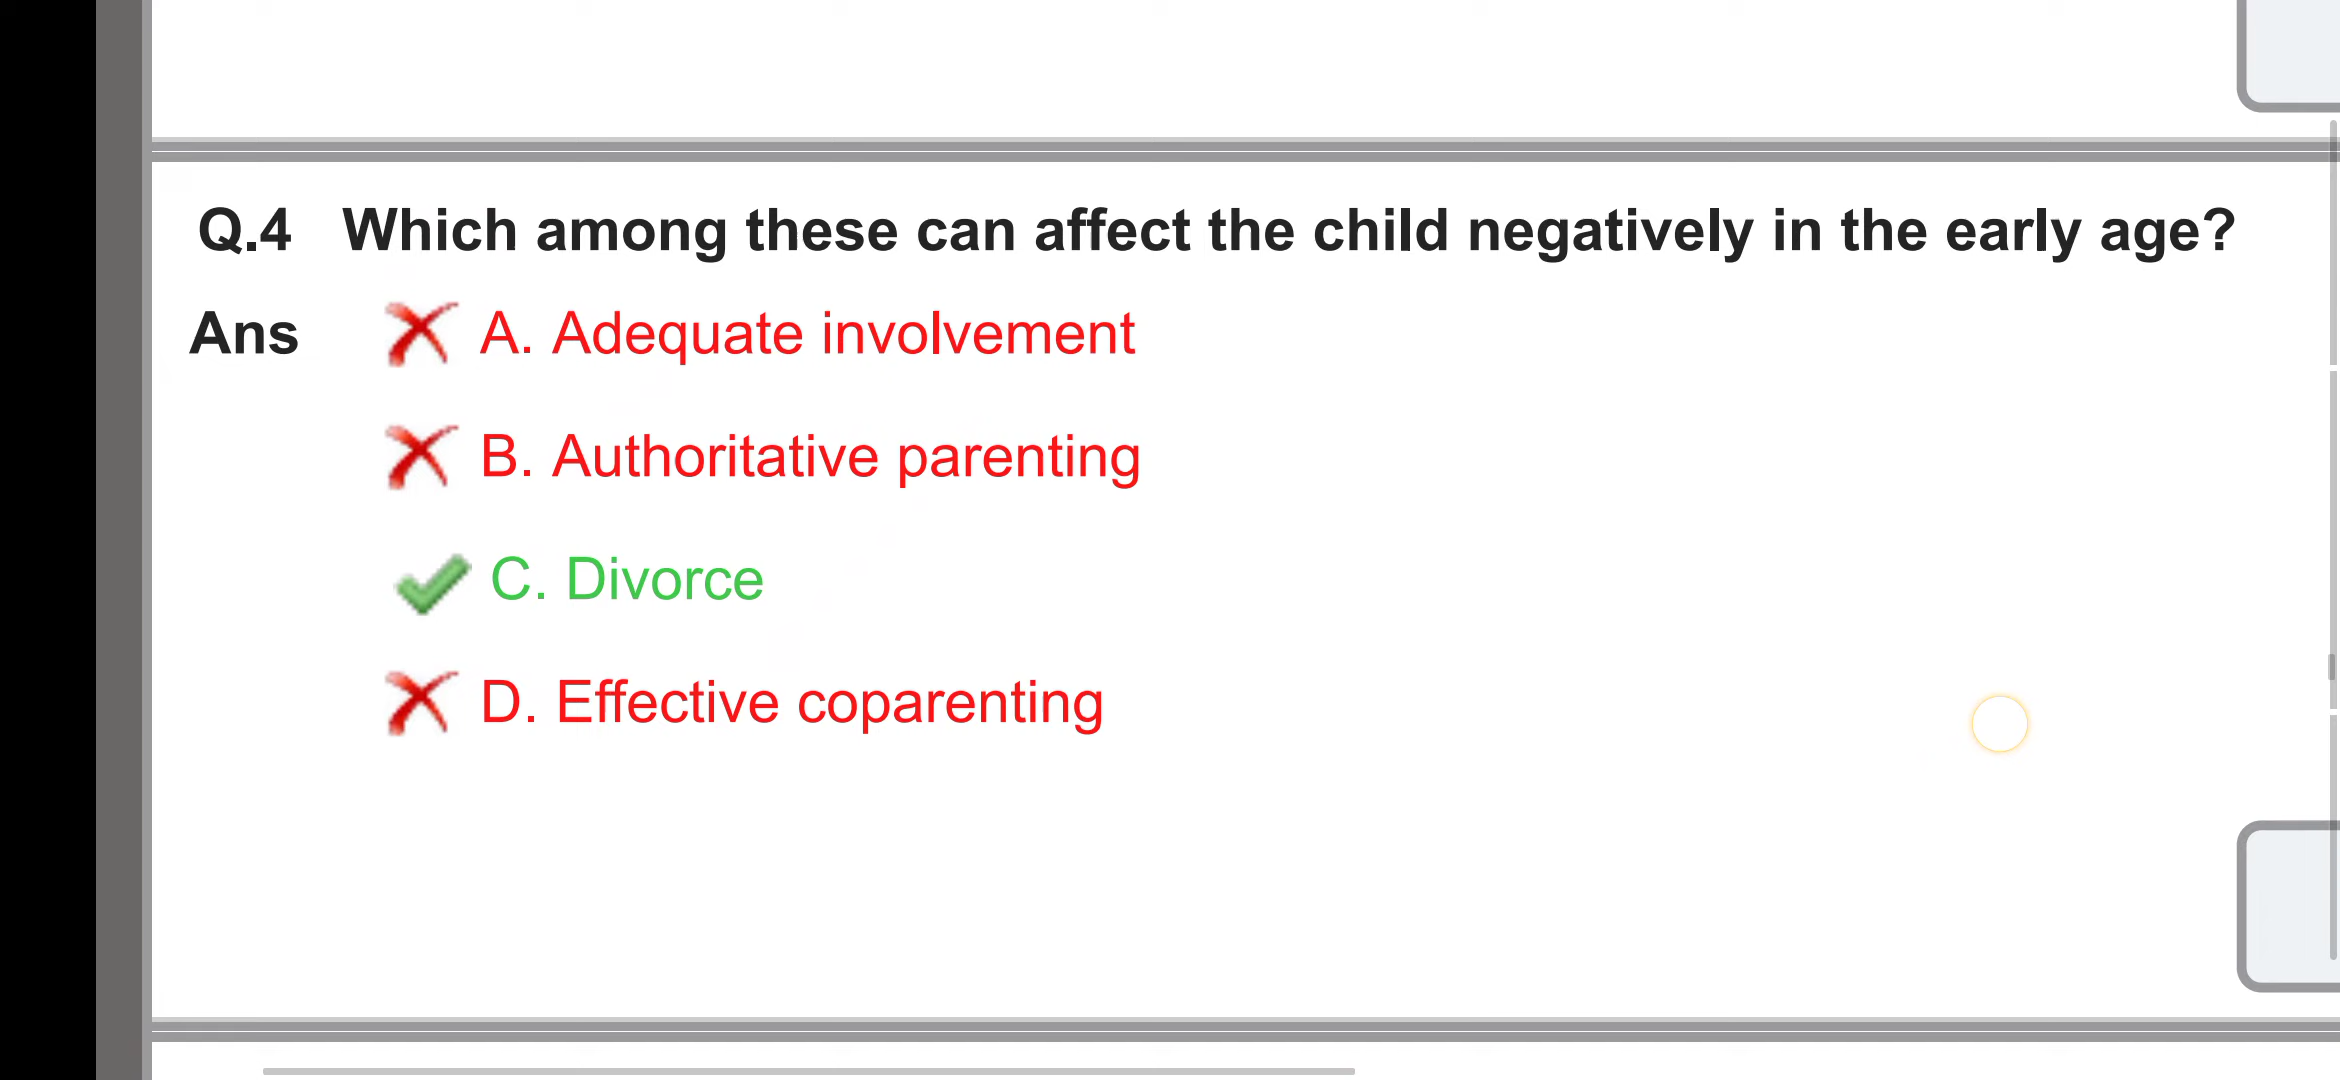 Q.4 Which among these can affect the child negatively in the early age?
Ans A. Adequate involvement
B. Authoritative parenting
C. Divorce
D. Effective coparenting